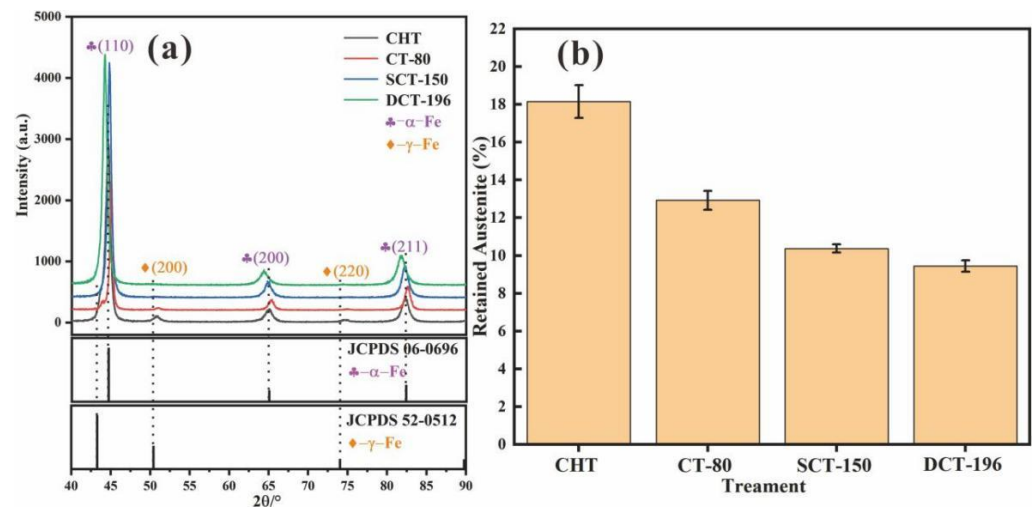 (a)
5000
4000
3000
2000
1000
0
Intensity (a.u.)
♣(110)
CHT
CT-80
SCT-150
DCT-196
♣–α–Fe
♦–γ–Fe
♦(200)
♣(200)
♦(220)
♣(211)
JCPDS 06-0696
♣–α–Fe
JCPDS 52-0512
♦–γ–Fe
40 45 50 55 60 65 70 75 80 85 90
2θ/°
(b)
22
20
18
16
14
12
10
8
6
4
2
0
Retained Austenite (%)
CHT CT-80 SCT-150 DCT-196
Treament